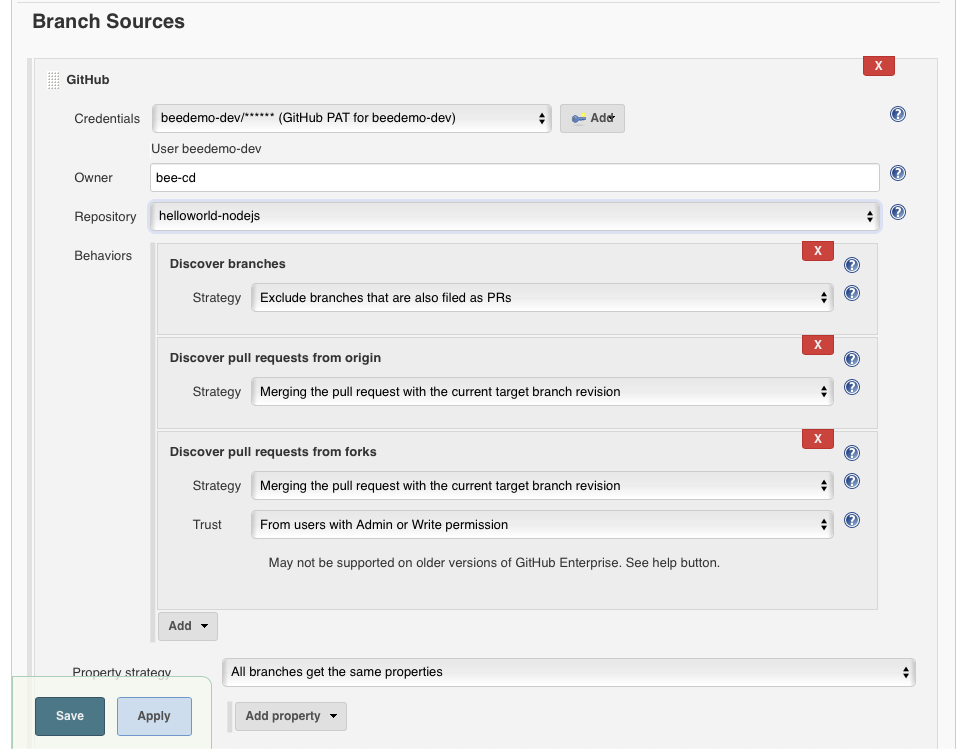 Branch Sources
X
GitHub
Credentials beedemo-dev/****** (GitHub PAT for beedemo-dev) Add
User beedemo-dev
Owner bee-cd
Repository helloworld-nodejs
Behaviors
X
Discover branches
Strategy Exclude branches that are also filed as PRs
X
Discover pull requests from origin
Strategy Merging the pull request with the current target branch revision
X
Discover pull requests from forks
Strategy Merging the pull request with the current target branch revision
Trust From users with Admin or Write permission
May not be supported on older versions of GitHub Enterprise. See help button.
Add
Property strategy All branches get the same properties
Save Apply Add property